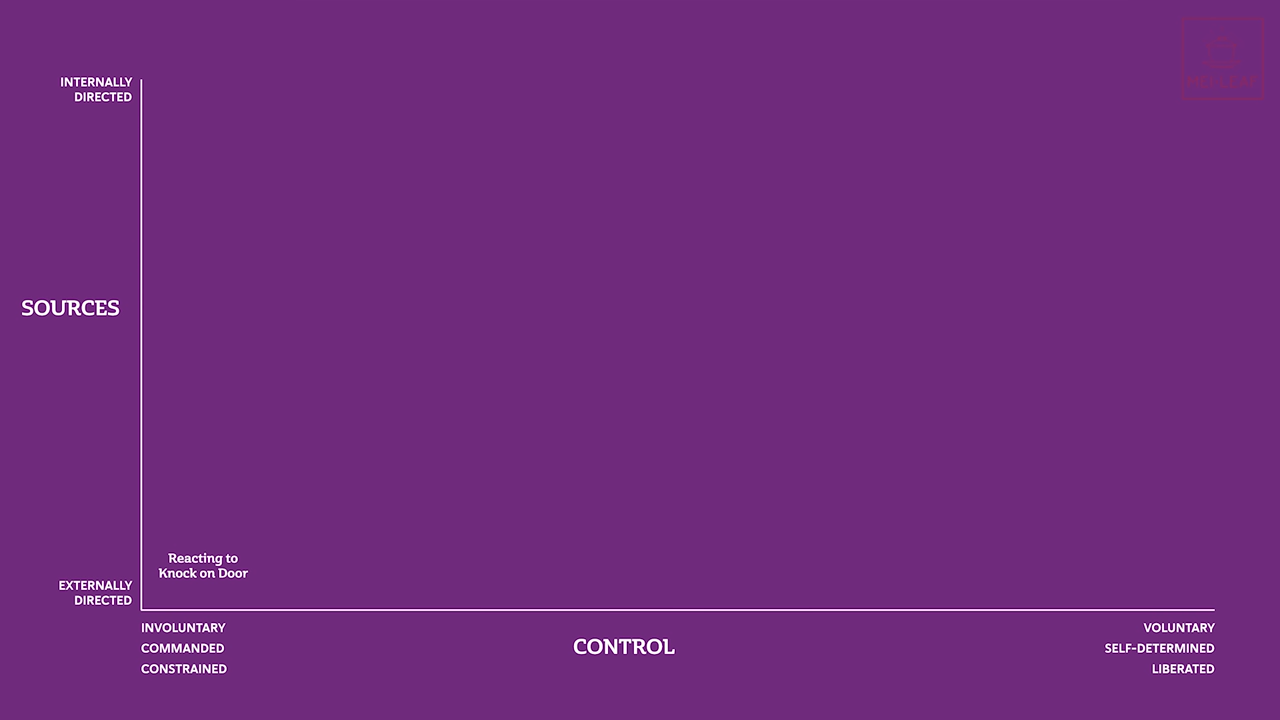 INTERNALLY
DIRECTED
SOURCES
Reacting to
Knock on Door
EXTERNALLY
DIRECTED
INVOLUNTARY
COMMANDED
CONSTRAINED
CONTROL
VOLUNTARY
SELF-DETERMINED
LIBERATED